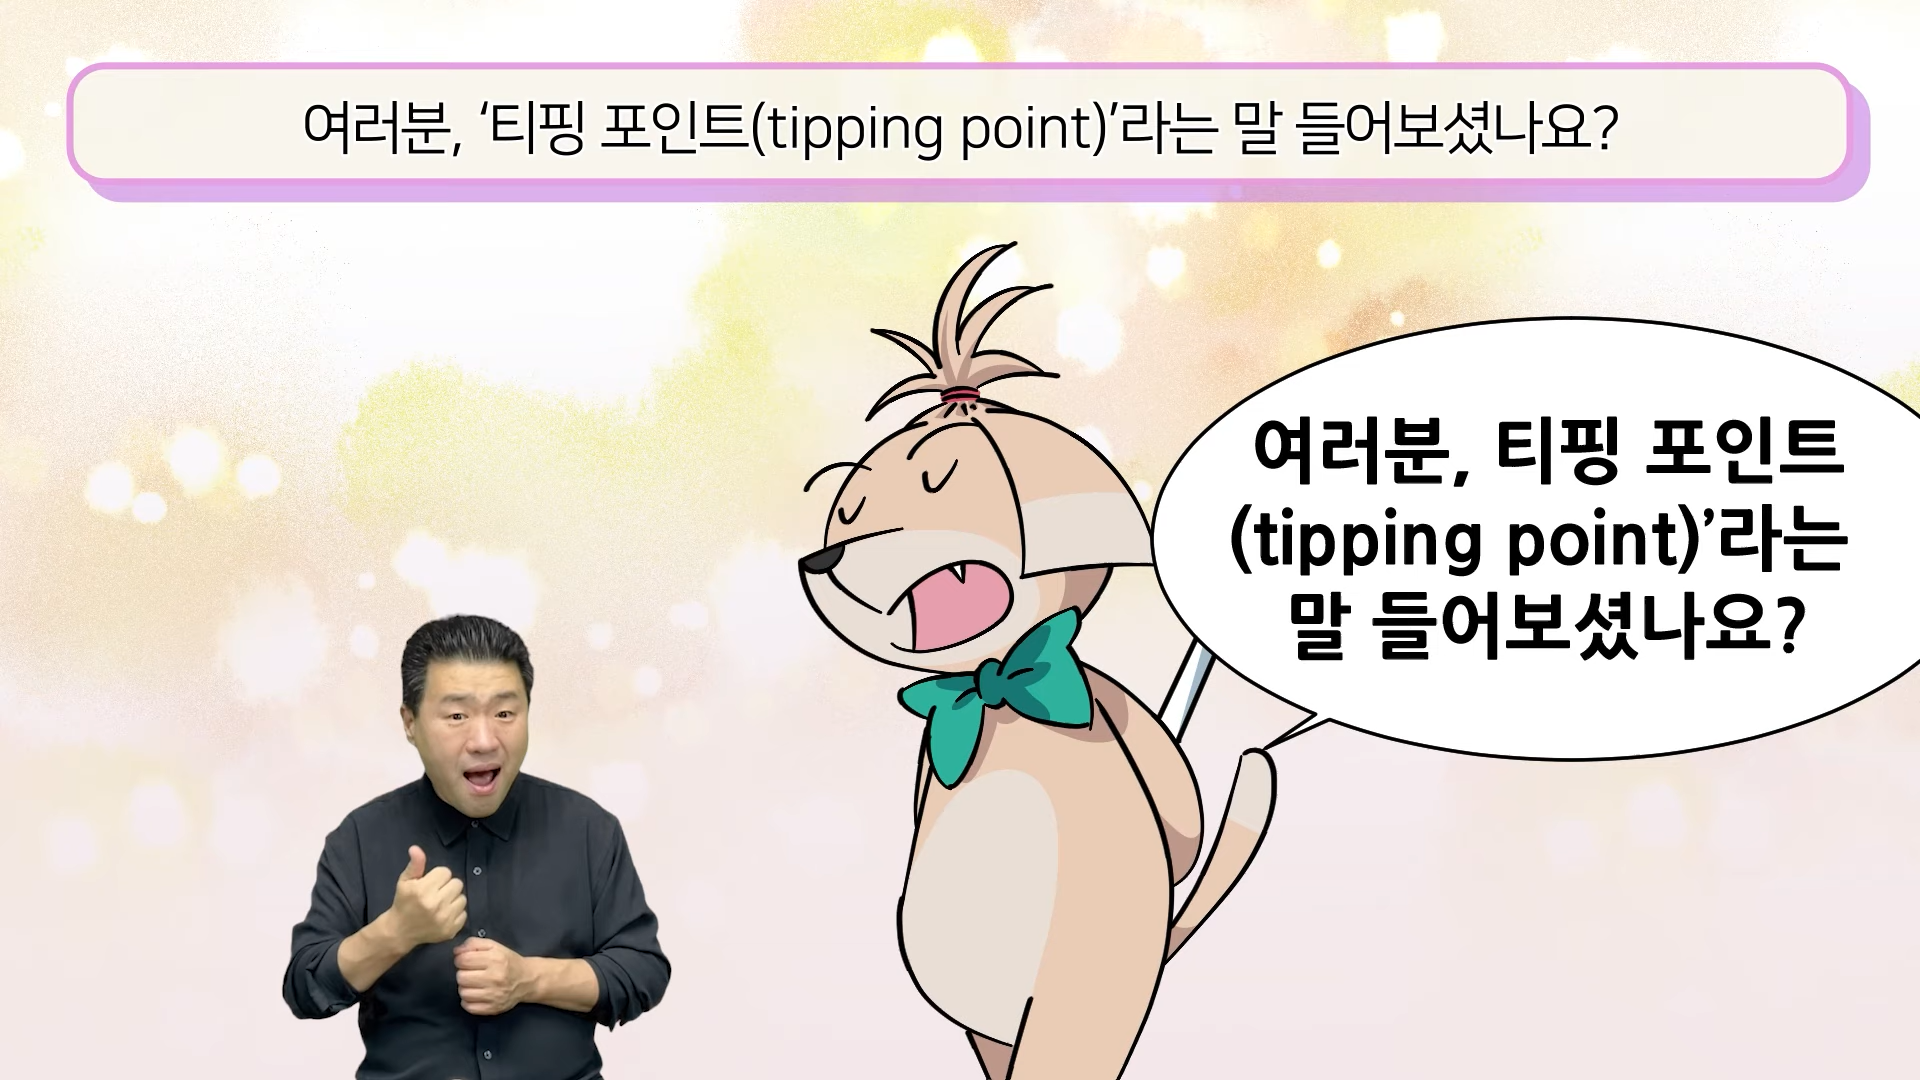 여러분, ‘티핑 포인트(tipping point)’라는 말 들어보셨나요?
여러분, 티핑 포인트
(tipping point)’라는
말 들어보셨나요?